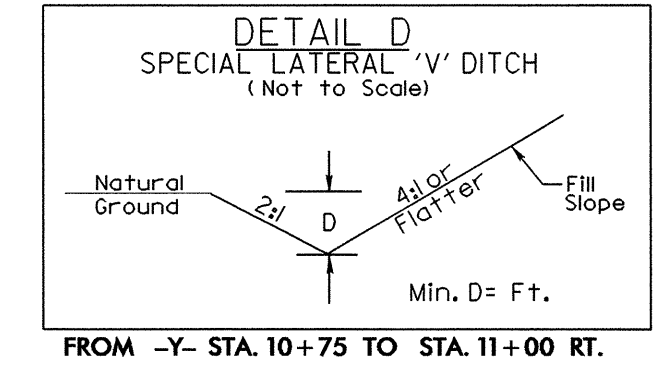 DETAIL D
SPECIAL LATERAL 'V' DITCH
(Not to Scale)
Natural
Ground
2:1
D
4:1 or
Flatter
Fill
Slope
Min. D= Ft.
FROM -Y- STA. 10+75 TO STA. 11+00 RT.